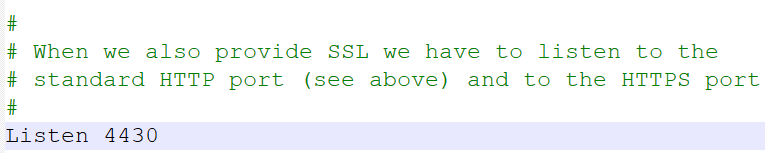 #
# When we also provide SSL we have to listen to the
# standard HTTP port (see above) and to the HTTPS port
#
Listen 4430